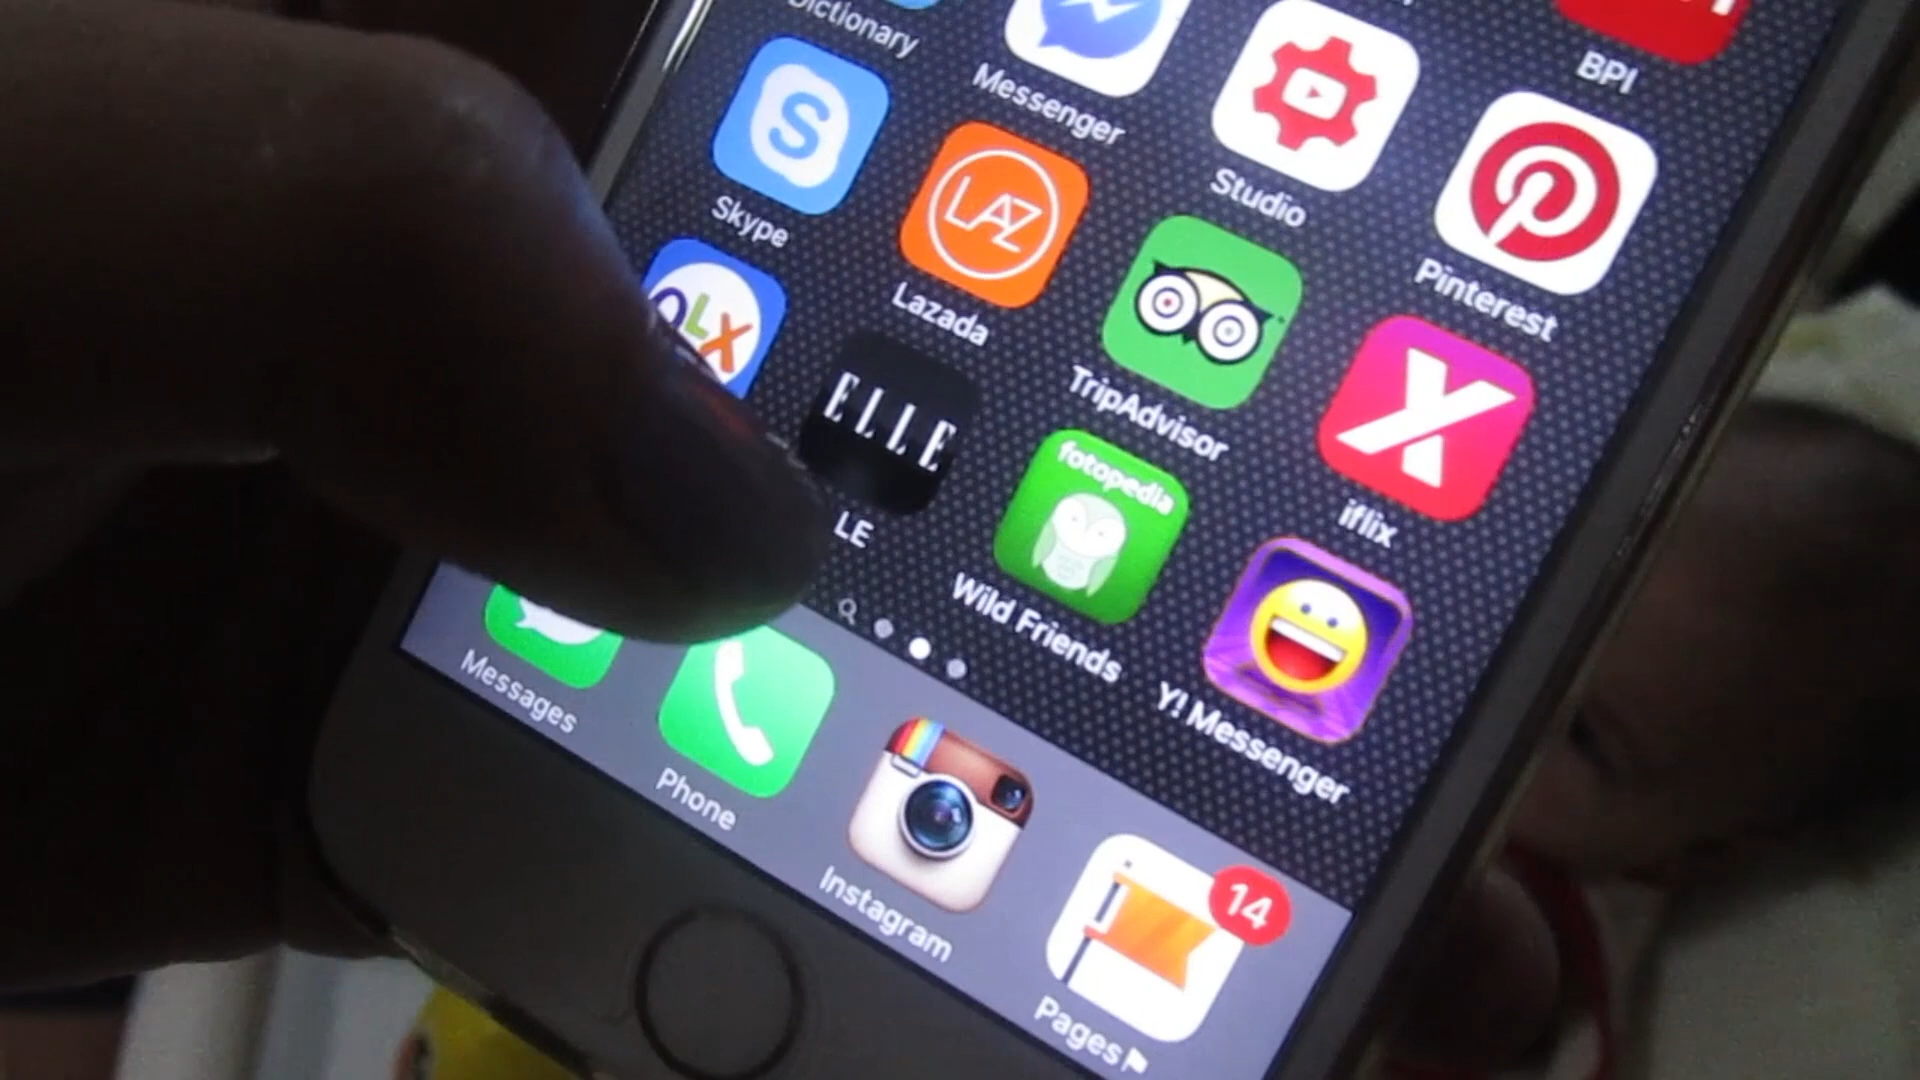 Dictionary
Messenger
BPI
S
Skype
LAZ
Lazada
Studio
Pinterest
OLX
ELLE
LE
TripAdvisor
iflix
fotopedia
Wild Friends
Y! Messenger
Messages
Phone
Instagram
14
Pages